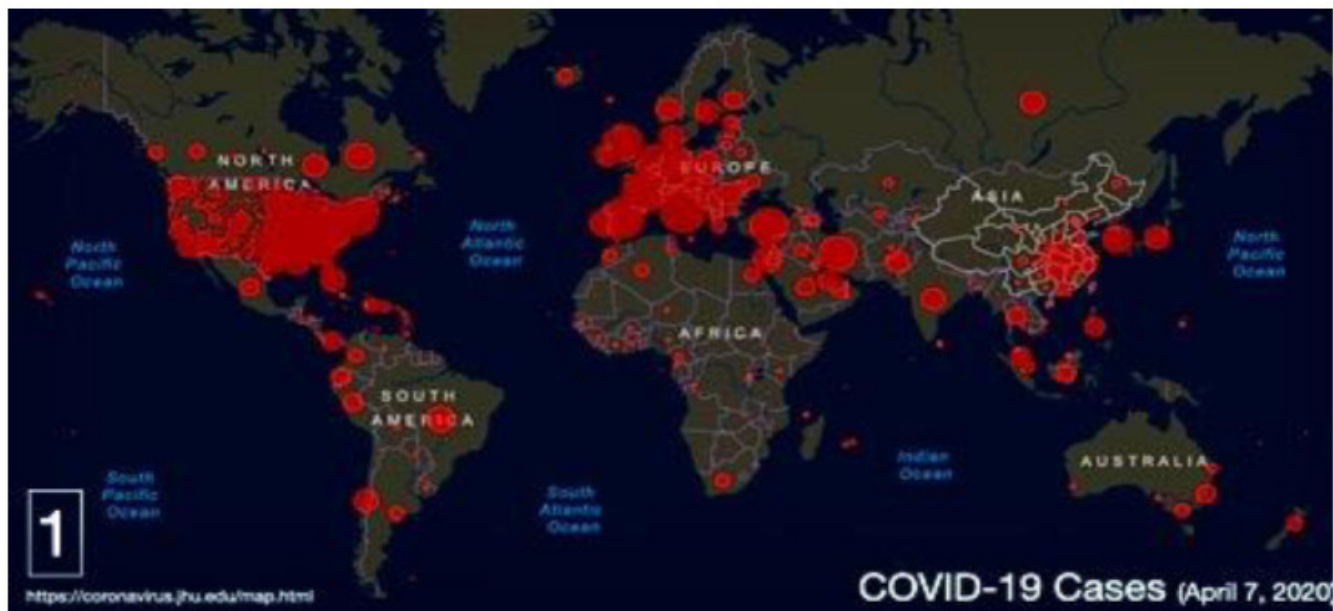 NORTH
AMERICA
EUROPE
ASIA
North
Pacific
Ocean
North
Atlantic
Ocean
North
Pacific
Ocean
AFRICA
SOUTH
AMERICA
South
Pacific
Ocean
South
Atlantic
Ocean
Indian
Ocean
AUSTRALIA
1
https://coronavirus.jhu.edu/map.html
COVID-19 Cases (April 7, 2020)